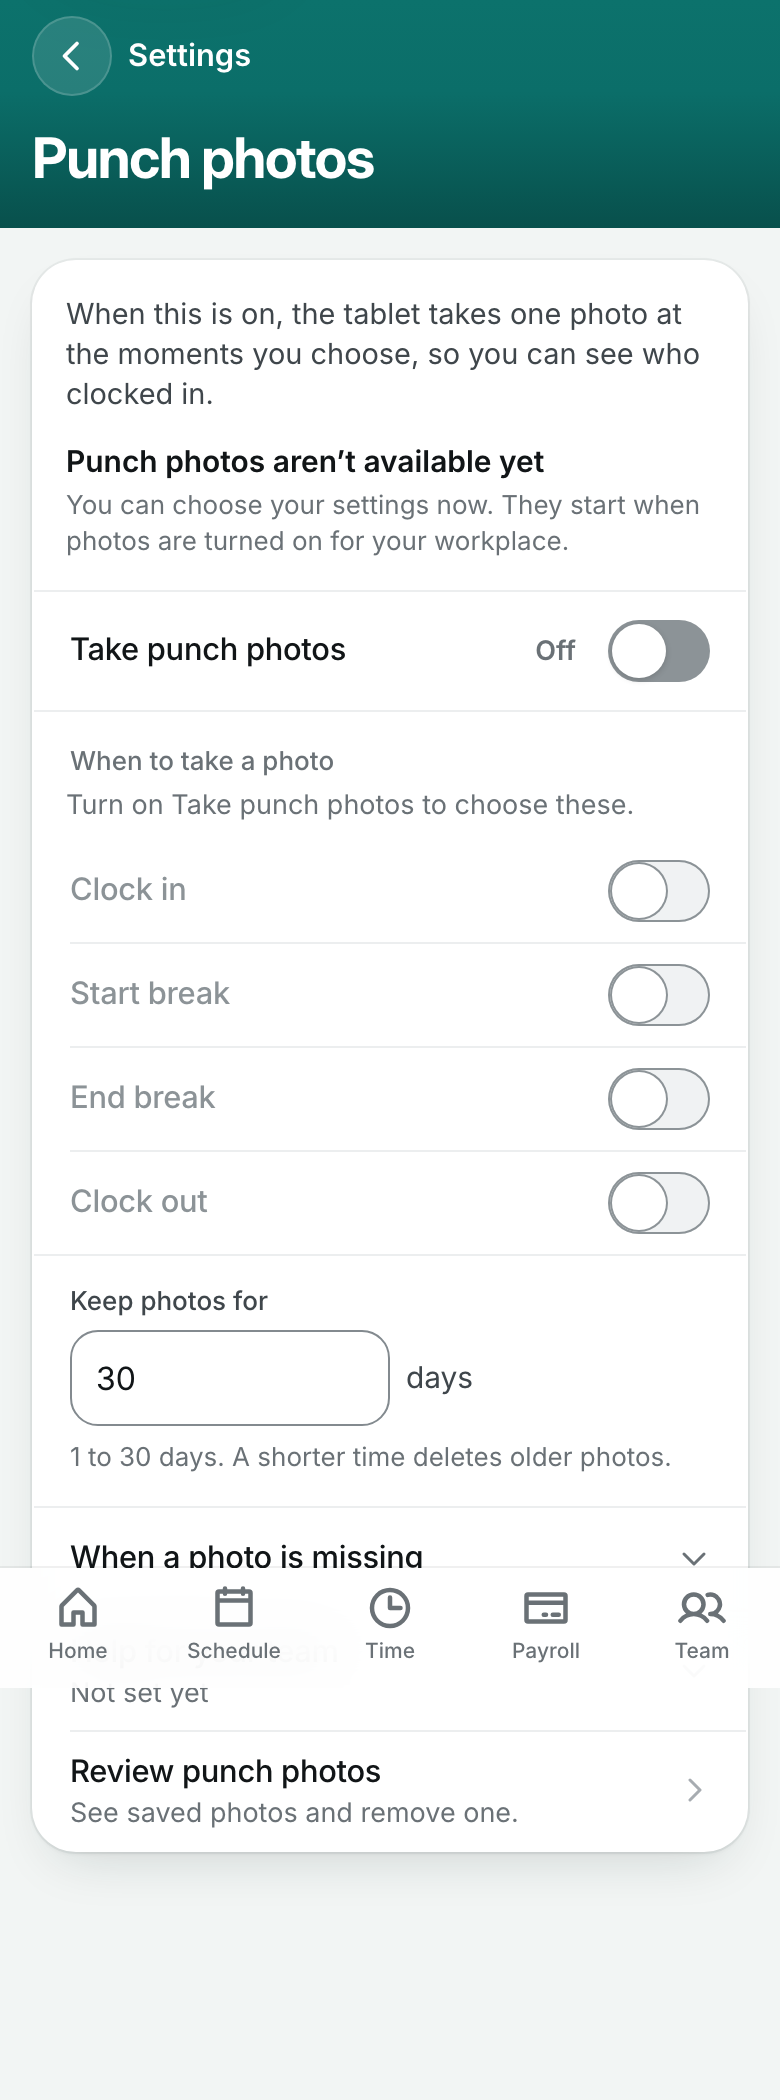 Settings
Punch photos
When this is on, the tablet takes one photo at
the moments you choose, so you can see who
clocked in.
Punch photos aren’t available yet
You can choose your settings now. They start when
photos are turned on for your workplace.
Take punch photos
Off
When to take a photo
Turn on Take punch photos to choose these.
Clock in
Start break
End break
Clock out
Keep photos for
30 days
1 to 30 days. A shorter time deletes older photos.
When a photo is missing
Home Schedule Time Payroll Team
Not set yet
Review punch photos
See saved photos and remove one.